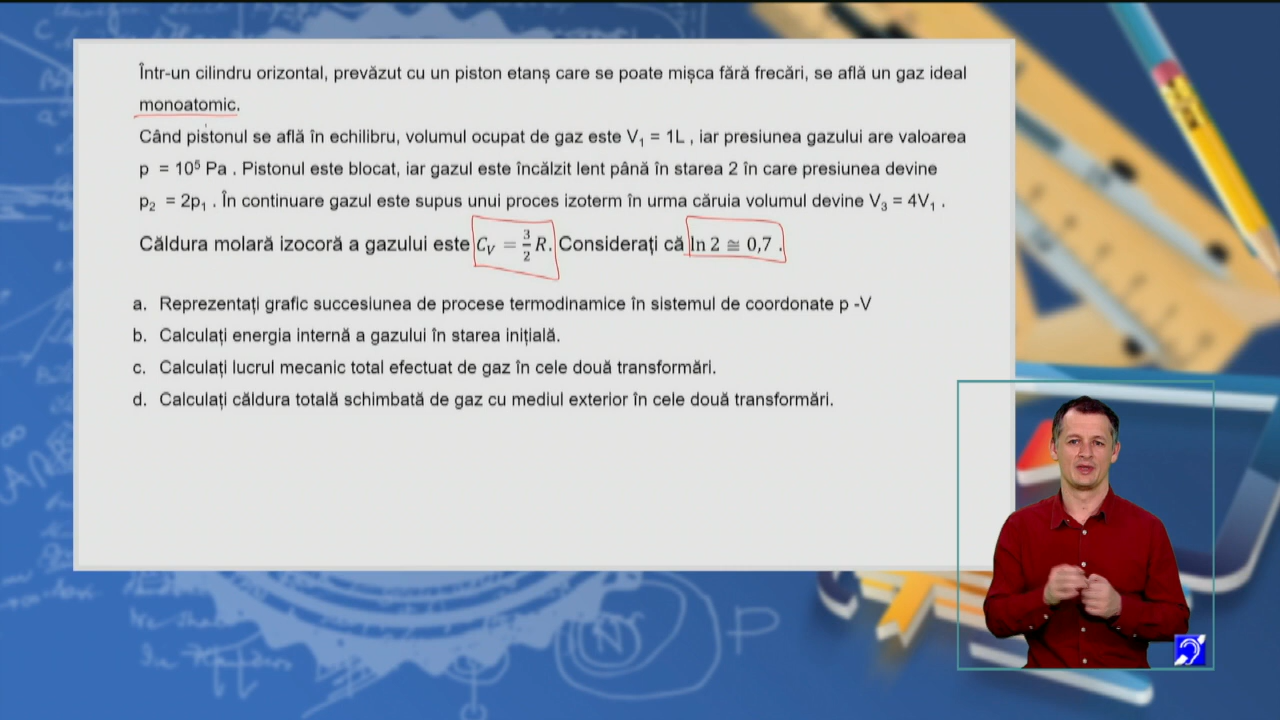 Într-un cilindru orizontal, prevăzut cu un piston etanș care se poate mișca fără frecări, se află un gaz ideal
monoatomic.
Când pistonul se află în echilibru, volumul ocupat de gaz este V₁ = 1L , iar presiunea gazului are valoarea
p = 10⁵ Pa . Pistonul este blocat, iar gazul este încălzit lent până în starea 2 în care presiunea devine
p₂ = 2p₁ . În continuare gazul este supus unui proces izoterm în urma căruia volumul devine V₃ = 4V₁ .
Căldura molară izocoră a gazului este C_V = 3/2 R. Considerați că ln 2 ≅ 0,7 .
a. Reprezentați grafic succesiunea de procese termodinamice în sistemul de coordonate p -V
b. Calculați energia internă a gazului în starea inițială.
c. Calculați lucrul mecanic total efectuat de gaz în cele două transformări.
d. Calculați căldura totală schimbată de gaz cu mediul exterior în cele două transformări.
N
P